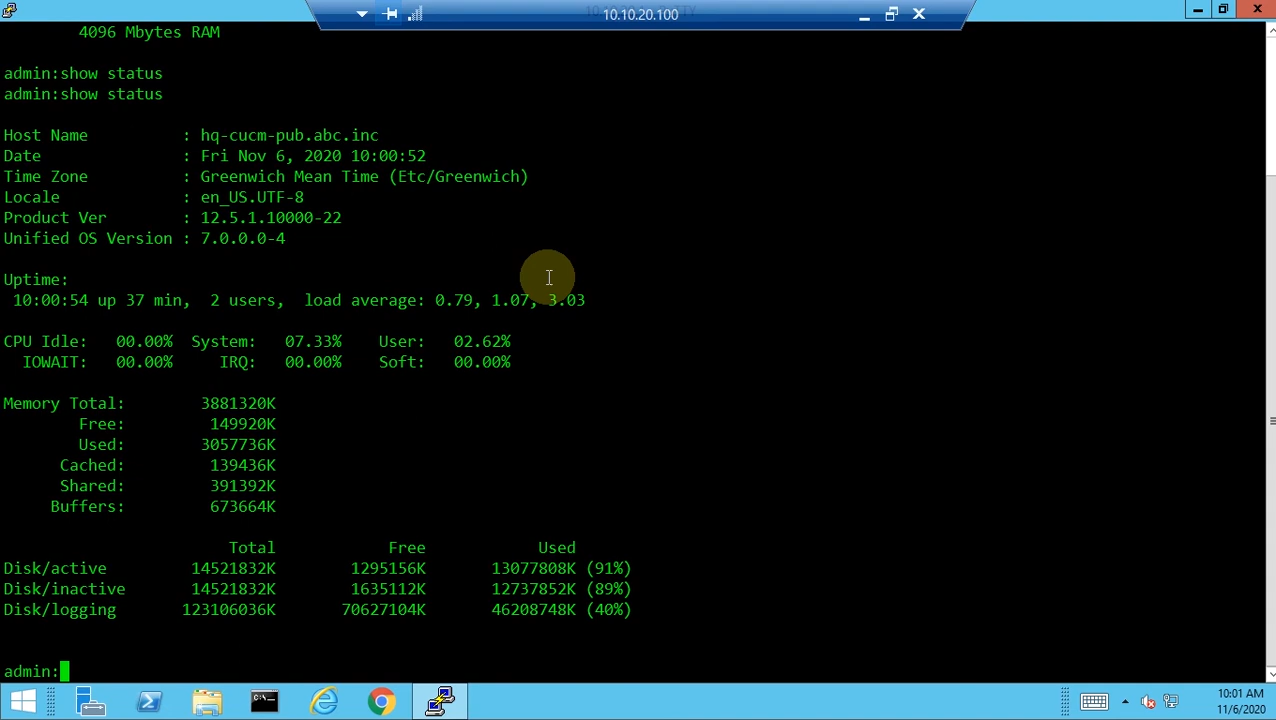 10.10.20.100
4096 Mbytes RAM
admin:show status
admin:show status
Host Name : hq-cucm-pub.abc.inc
Date : Fri Nov 6, 2020 10:00:52
Time Zone : Greenwich Mean Time (Etc/Greenwich)
Locale : en_US.UTF-8
Product Ver : 12.5.1.10000-22
Unified OS Version : 7.0.0.0-4
Uptime:
10:00:54 up 37 min, 2 users, load average: 0.79, 1.07, 3.03
CPU Idle: 00.00% System: 07.33% User: 02.62%
IOWAIT: 00.00% IRQ: 00.00% Soft: 00.00%
Memory Total: 3881320K
Free: 149920K
Used: 3057736K
Cached: 139436K
Shared: 391392K
Buffers: 673664K
Total Free Used
Disk/active 14521832K 1295156K 13077808K (91%)
Disk/inactive 14521832K 1635112K 12737852K (89%)
Disk/logging 123106036K 70627104K 46208748K (40%)
admin:
10:01 AM
11/6/2020